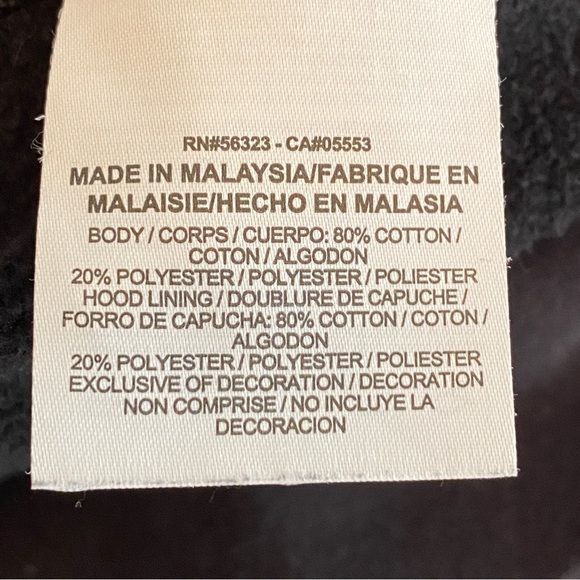 RN#56323 - CA#05553
MADE IN MALAYSIA/FABRIQUE EN
MALAISIE/HECHO EN MALASIA
BODY / CORPS / CUERPO: 80% COTTON /
COTON / ALGODON
20% POLYESTER / POLYESTER / POLIESTER
HOOD LINING / DOUBLURE DE CAPUCHE /
FORRO DE CAPUCHA: 80% COTTON / COTON /
ALGODON
20% POLYESTER / POLYESTER / POLIESTER
EXCLUSIVE OF DECORATION / DECORATION
NON COMPRISE / NO INCLUYE LA
DECORACION